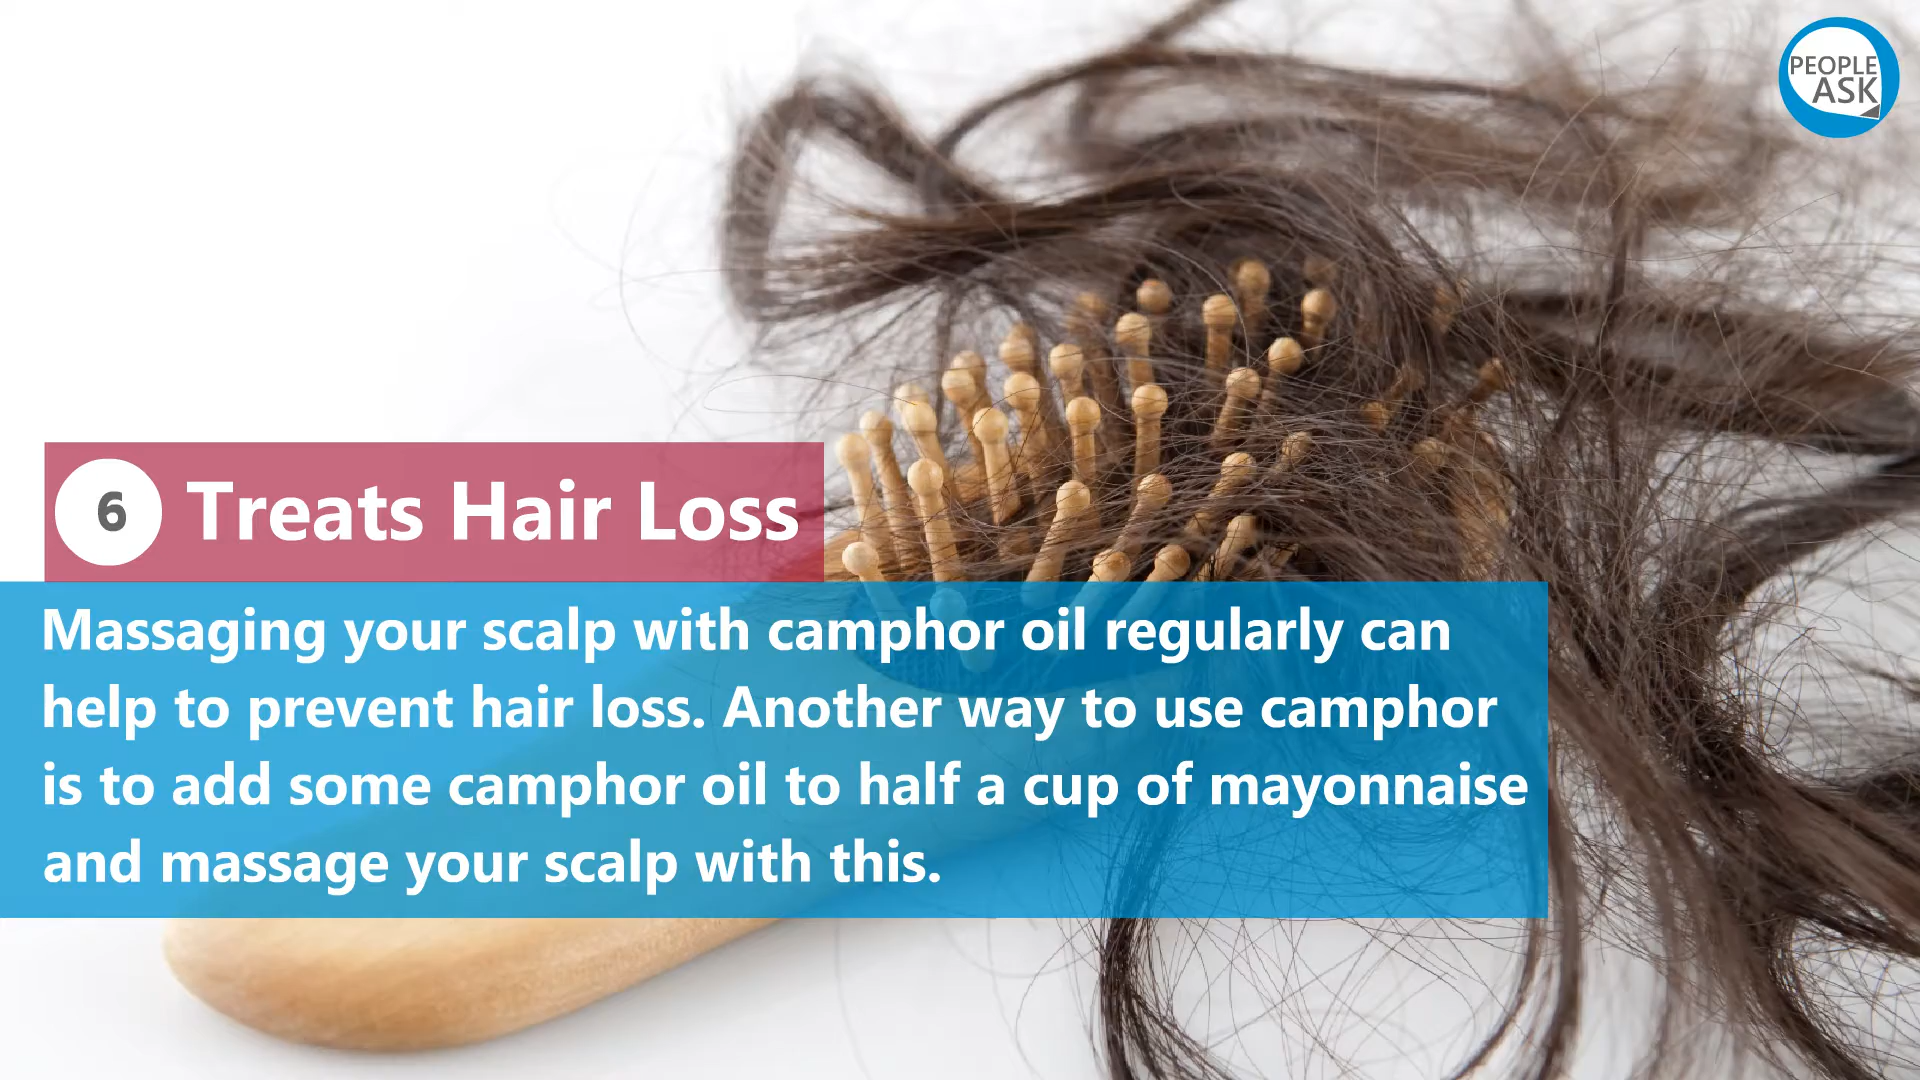 PEOPLE
ASK
6 Treats Hair Loss
Massaging your scalp with camphor oil regularly can
help to prevent hair loss. Another way to use camphor
is to add some camphor oil to half a cup of mayonnaise
and massage your scalp with this.